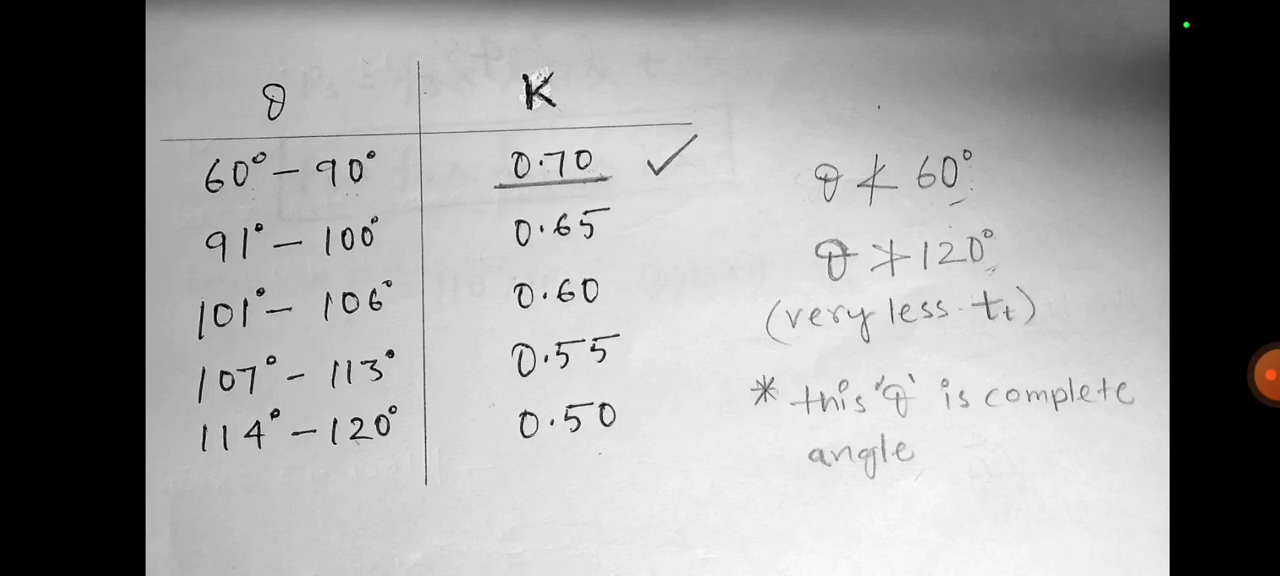 θ K
60° – 90° 0.70 ✓
91° – 100° 0.65
101° – 106° 0.60
107° – 113° 0.55
114° – 120° 0.50
θ ≮ 60°
θ ≯ 120°
(very less t_t)
* this 'θ' is complete
angle